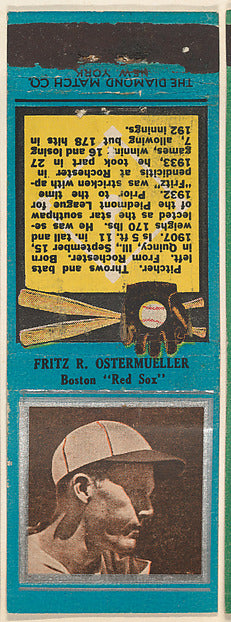 FRITZ R. OSTERMUELLER
Boston "Red Sox"
Pitcher. Throws and bats
left. From Rochester. Born
Quincy, Ill., September 15,
1907. Is 5 ft. 11 in. tall and
weighs 170 lbs. He was se-
lected as the star southpaw
of the Piedmont League for
1932. Prior to the time
"Fritz" was stricken with ap-
pendicitis at Rochester in
1933, he took part in 27
games, winning 16 and losing
7, allowing but 178 hits in
192 innings.
THE DIAMOND MATCH CO.
NEW YORK